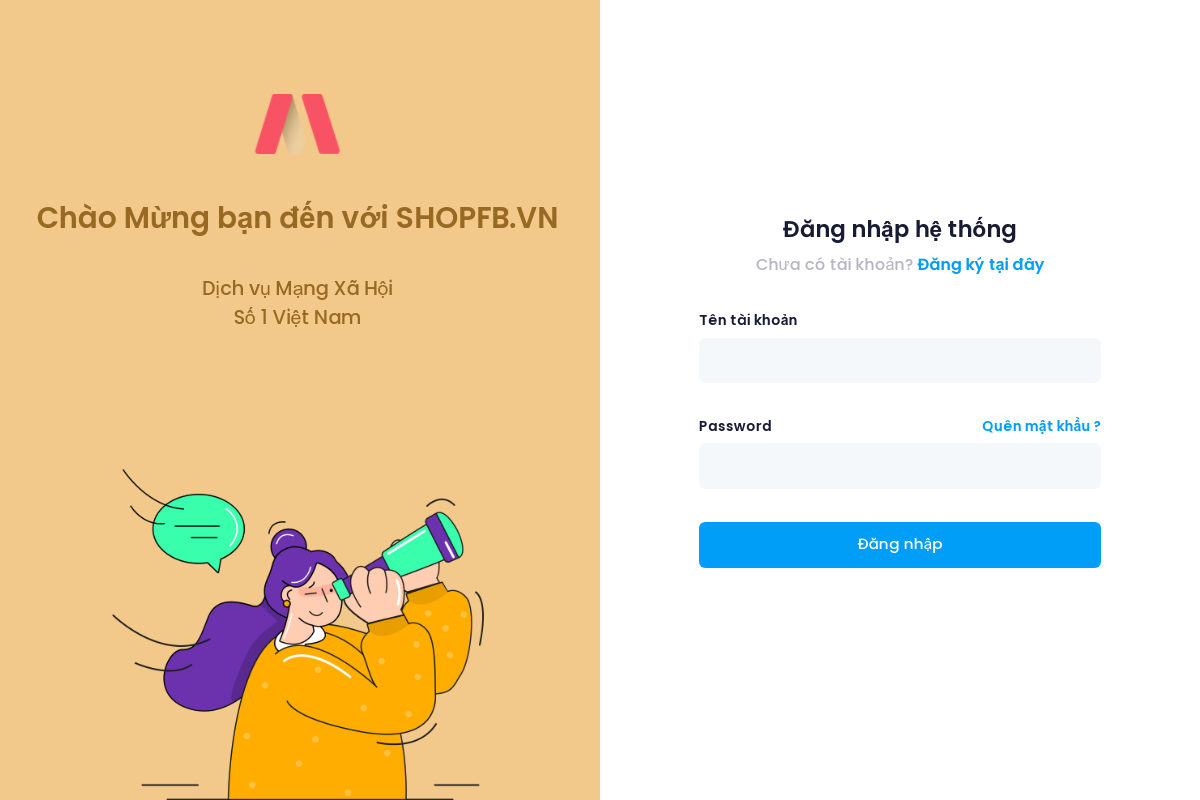 Chào Mừng bạn đến với SHOPFB.VN
Dịch vụ Mạng Xã Hội
Số 1 Việt Nam
Đăng nhập hệ thống
Chưa có tài khoản? Đăng ký tại đây
Tên tài khoản
Password
Quên mật khẩu ?
Đăng nhập